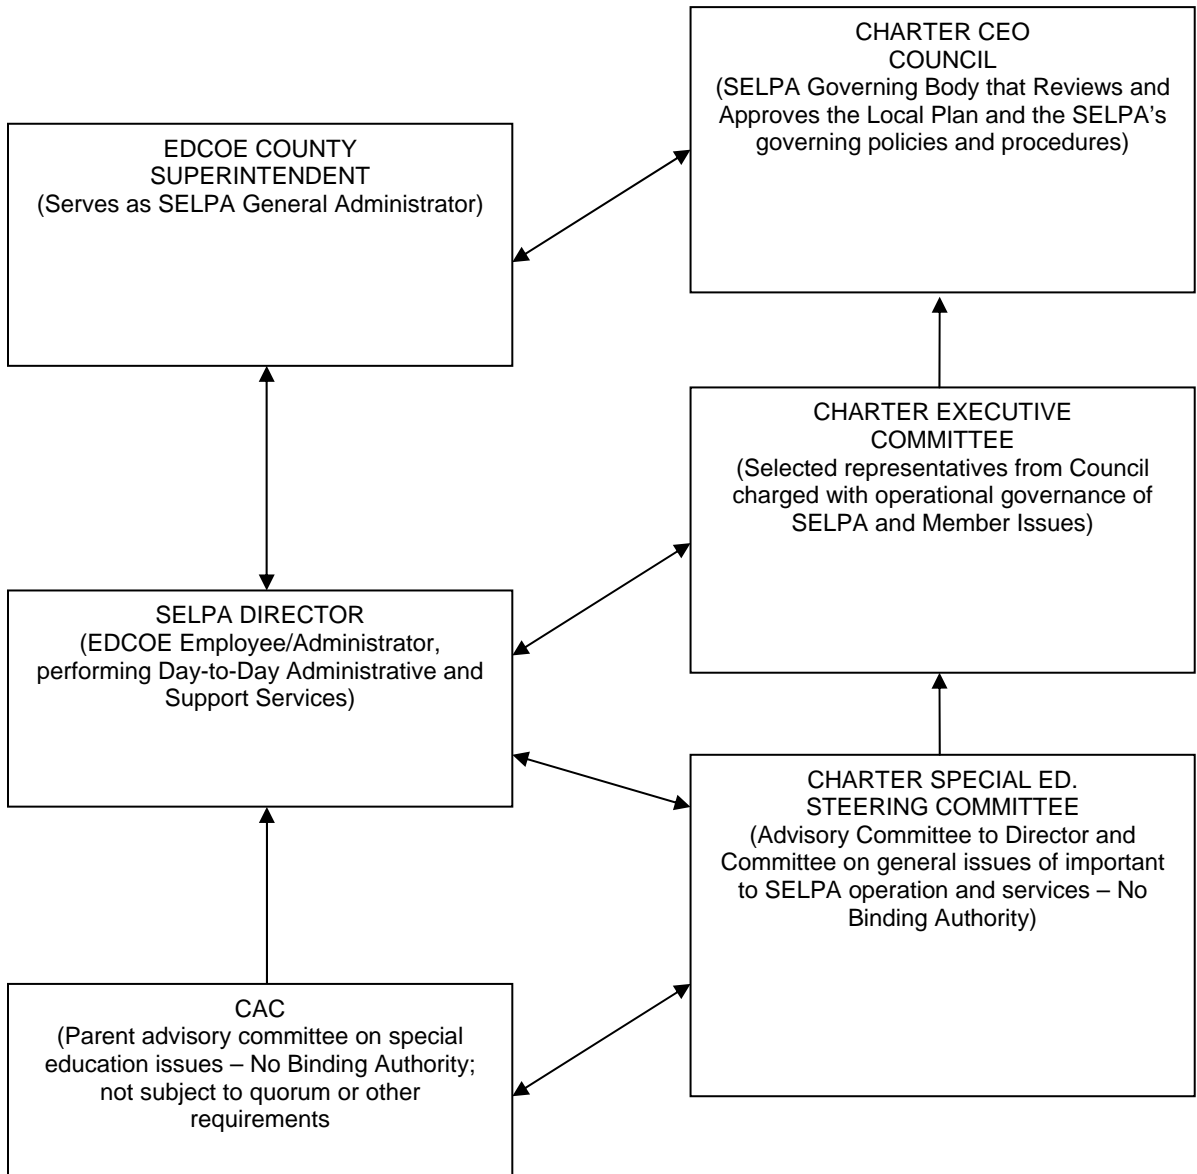 CHARTER CEO
COUNCIL
(SELPA Governing Body that Reviews and
Approves the Local Plan and the SELPA’s
governing policies and procedures)
EDCOE COUNTY
SUPERINTENDENT
(Serves as SELPA General Administrator)
CHARTER EXECUTIVE
COMMITTEE
(Selected representatives from Council
charged with operational governance of
SELPA and Member Issues)
SELPA DIRECTOR
(EDCOE Employee/Administrator,
performing Day-to-Day Administrative and
Support Services)
CHARTER SPECIAL ED.
STEERING COMMITTEE
(Advisory Committee to Director and
Committee on general issues of important
to SELPA operation and services – No
Binding Authority)
CAC
(Parent advisory committee on special
education issues – No Binding Authority;
not subject to quorum or other
requirements